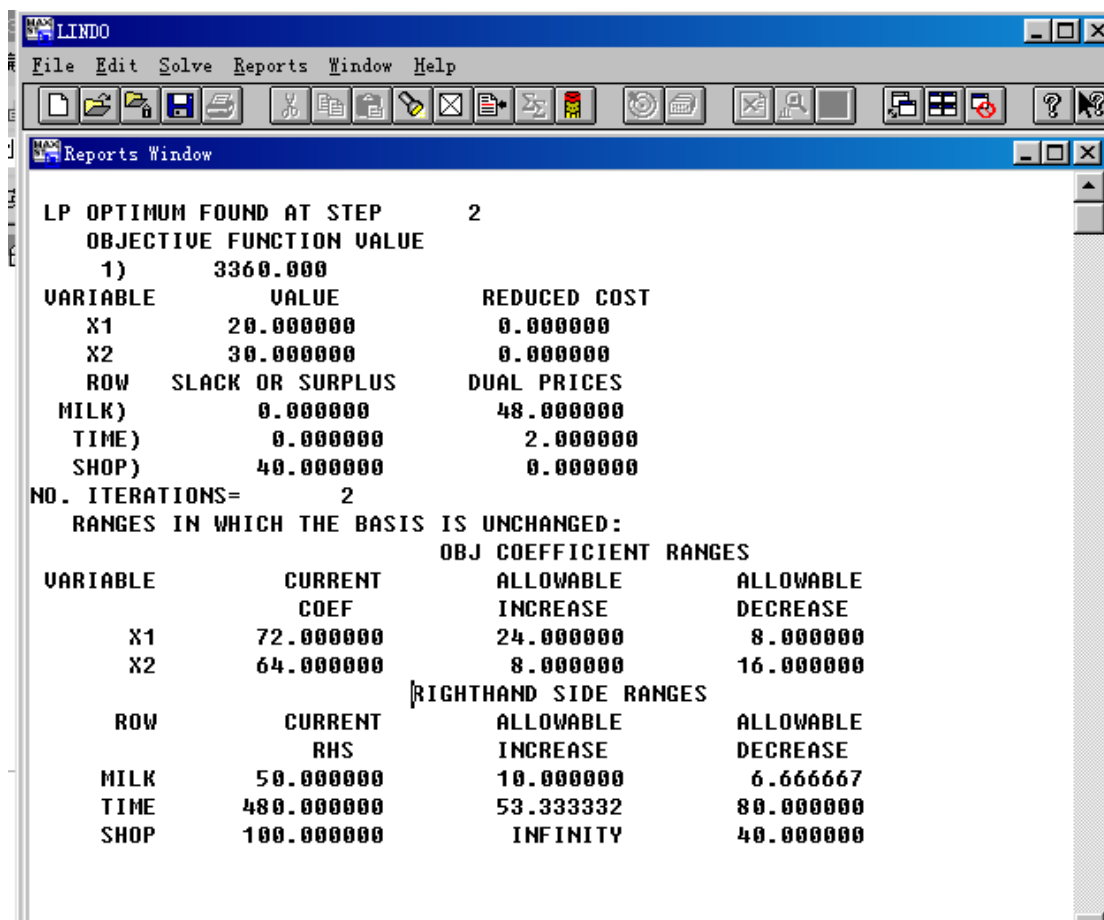 LINDO
File Edit Solve Reports Window Help
Reports Window
LP OPTIMUM FOUND AT STEP 2
OBJECTIVE FUNCTION VALUE
1) 3360.000
VARIABLE VALUE REDUCED COST
X1 20.000000 0.000000
X2 30.000000 0.000000
ROW SLACK OR SURPLUS DUAL PRICES
MILK) 0.000000 48.000000
TIME) 0.000000 2.000000
SHOP) 40.000000 0.000000
NO. ITERATIONS= 2
RANGES IN WHICH THE BASIS IS UNCHANGED:
OBJ COEFFICIENT RANGES
VARIABLE CURRENT ALLOWABLE ALLOWABLE
COEF INCREASE DECREASE
X1 72.000000 24.000000 8.000000
X2 64.000000 8.000000 16.000000
RIGHTHAND SIDE RANGES
ROW CURRENT ALLOWABLE ALLOWABLE
RHS INCREASE DECREASE
MILK 50.000000 10.000000 6.666667
TIME 480.000000 53.333332 80.000000
SHOP 100.000000 INFINITY 40.000000